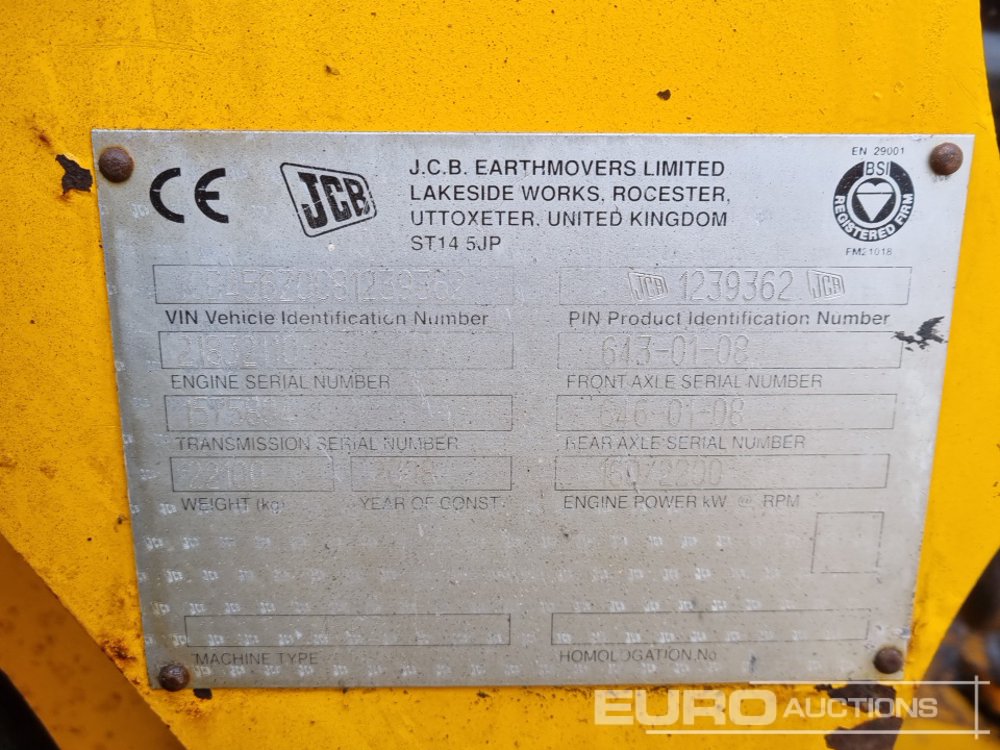 CE
JCB
J.C.B. EARTHMOVERS LIMITED
LAKESIDE WORKS, ROCESTER,
UTTOXETER, UNITED KINGDOM
ST14 5JP
EN 29001
BSI
REGISTERED FIRM
FM21018
JCB 1239362 JCB
VIN Vehicle Identification Number
PIN Product Identification Number
643-01-08
ENGINE SERIAL NUMBER
FRONT AXLE SERIAL NUMBER
646-01-08
TRANSMISSION SERIAL NUMBER
REAR AXLE SERIAL NUMBER
22100
160/2200
WEIGHT (kg)
YEAR OF CONST.
ENGINE POWER kW @ RPM
MACHINE TYPE
HOMOLOGATION.No
EURO AUCTIONS